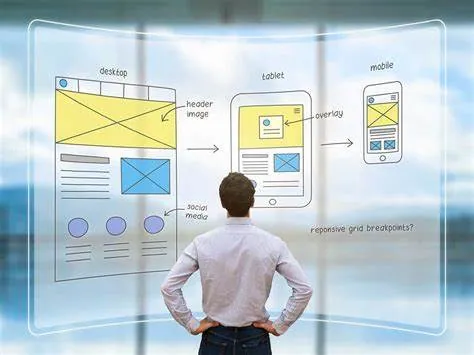 desktop
tablet
mobile
header
image
overlay
social
media
reponsive grid breakpoints?